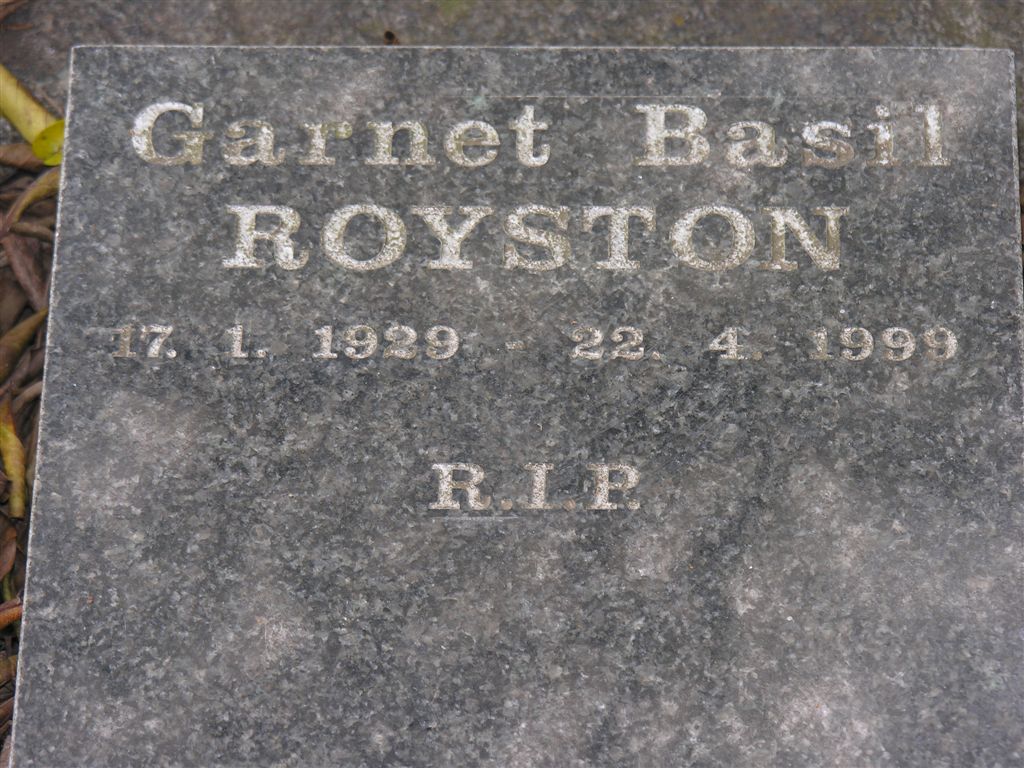 Garnet Basil
ROYSTON
17. 1. 1929 - 22. 4. 1999
R.I.P.